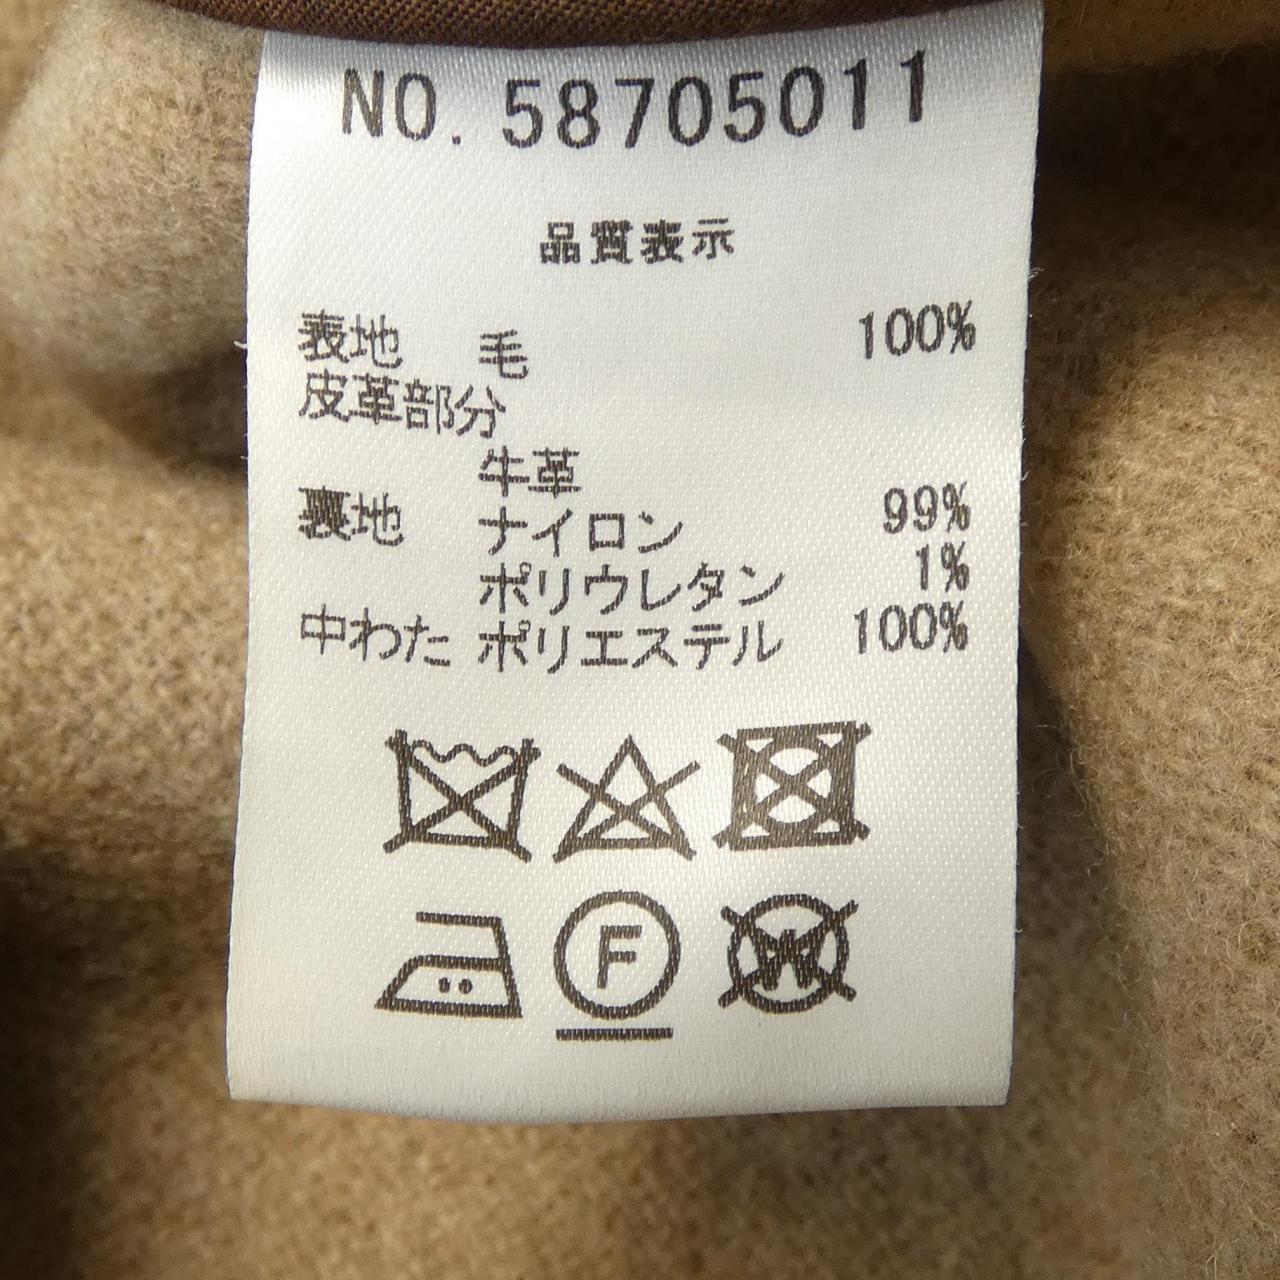 NO. 58705011
品質表示
表地 毛 100%
皮革部分
牛革
裏地 ナイロン 99%
ポリウレタン 1%
中わた ポリエステル 100%
F
W